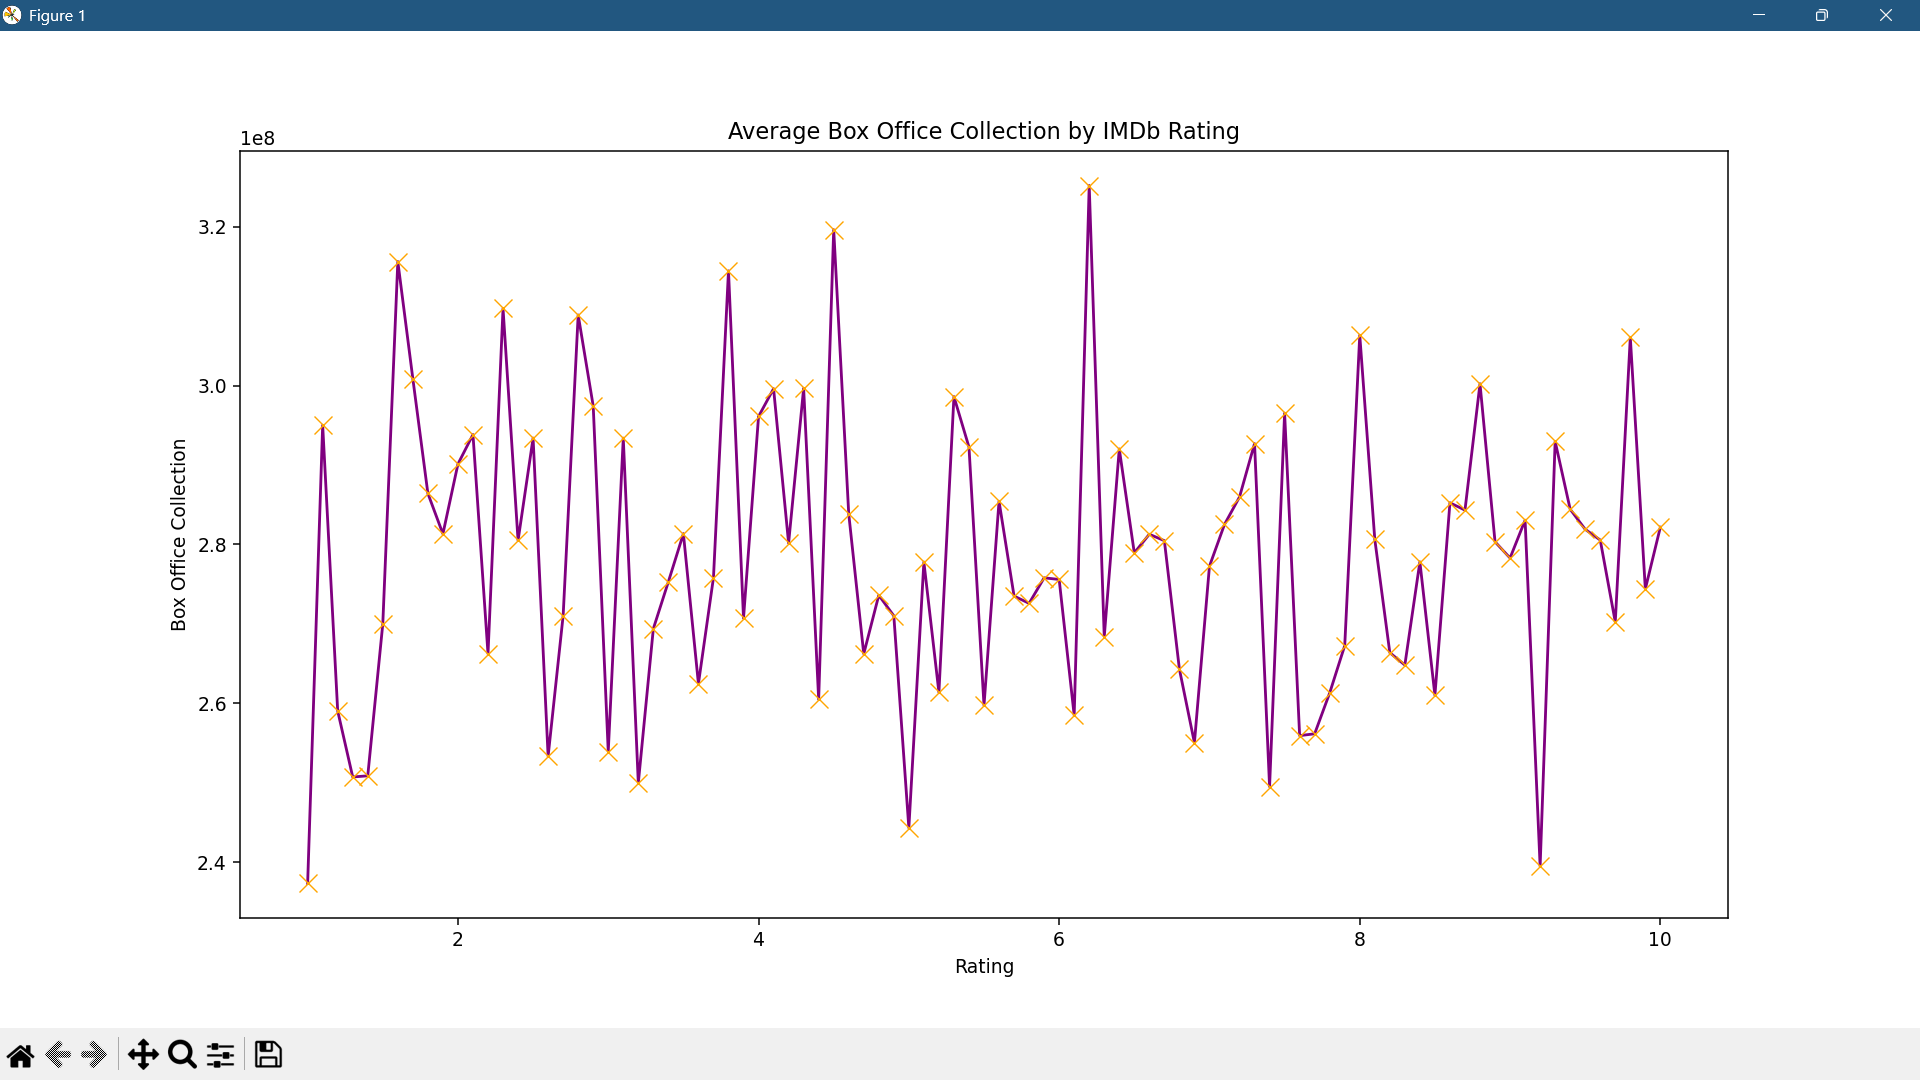 Figure 1
Average Box Office Collection by IMDb Rating
1e8
3.2
3.0
2.8
2.6
2.4
Box Office Collection
2 4 6 8 10
Rating